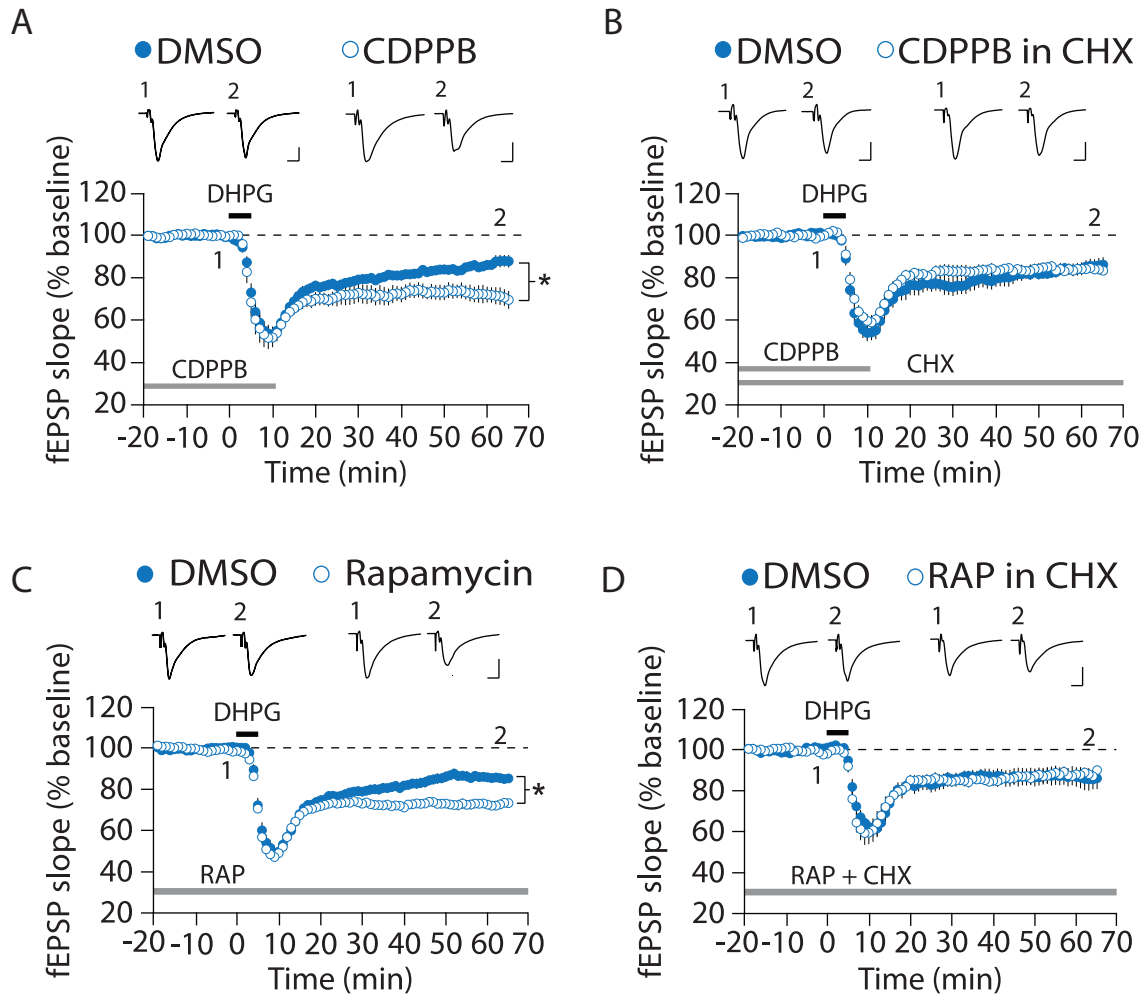 A
DMSO CDPPB
1 2
fEPSP slope (% baseline)
120
100
80
60
40
20
DHPG
1
2
*
CDPPB
-20 -10 0 10 20 30 40 50 60 70
Time (min)
B
DMSO CDPPB in CHX
1 2 1 2
fEPSP slope (% baseline)
120
100
80
60
40
20
DHPG
1
2
CDPPB
CHX
-20 -10 0 10 20 30 40 50 60 70
Time (min)
C
DMSO Rapamycin
1 2 1 2
fEPSP slope (% baseline)
120
100
80
60
40
20
DHPG
1
2
*
RAP
-20 -10 0 10 20 30 40 50 60 70
Time (min)
D
DMSO RAP in CHX
1 2 1 2
fEPSP slope (% baseline)
120
100
80
60
40
20
DHPG
1
2
RAP + CHX
-20 -10 0 10 20 30 40 50 60 70
Time (min)